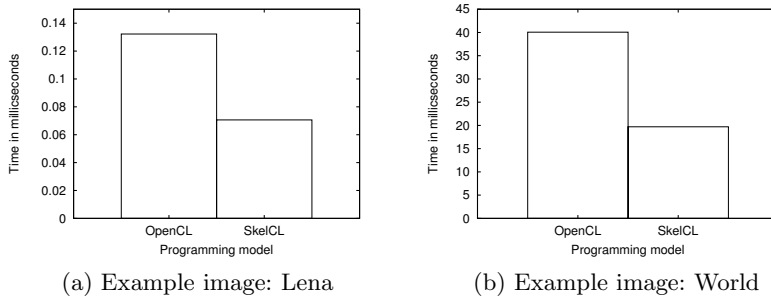 0.14
0.12
0.1
0.08
0.06
0.04
0.02
0
Time in millicseconds
OpenCL SkelCL
Programming model
(a) Example image: Lena
45
40
35
30
25
20
15
10
5
0
Time in millicseconds
OpenCL SkelCL
Programming model
(b) Example image: World